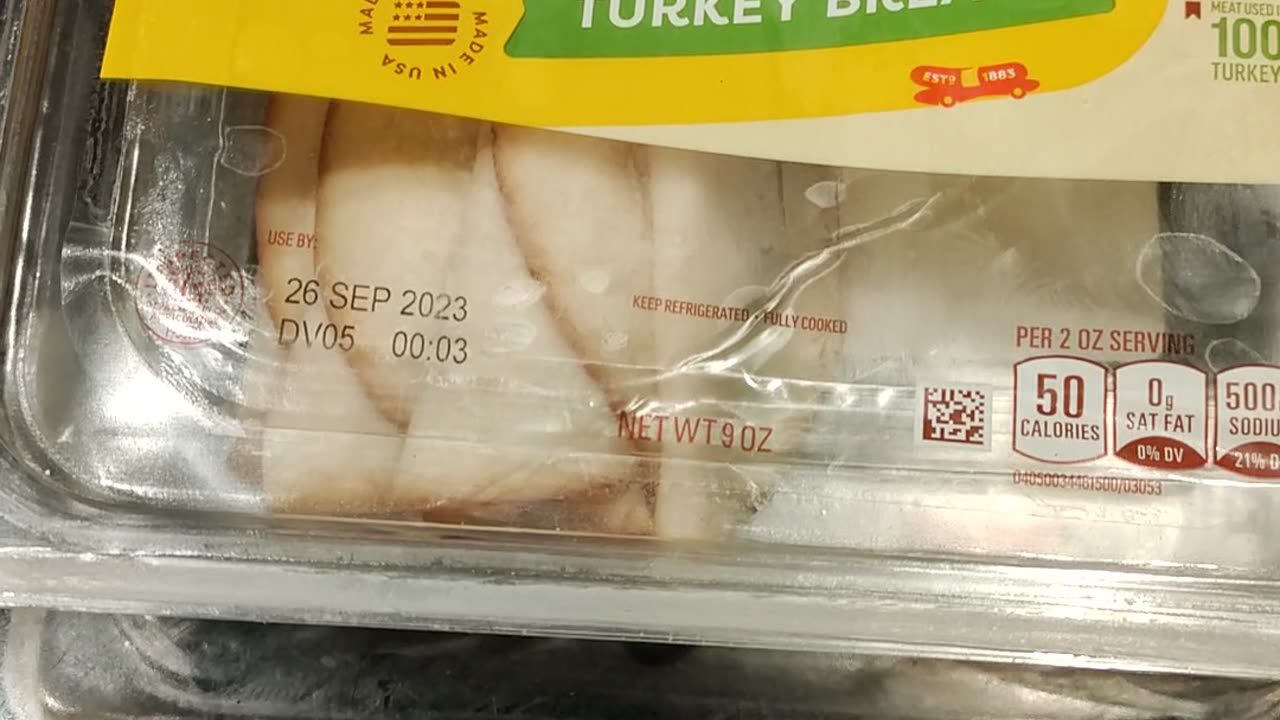 MADE IN USA
TURKEY
MEAT USED
100
TURKEY
ESTD 1883
USE BY:
26 SEP 2023
DV05 00:03
KEEP REFRIGERATED • FULLY COOKED
NET WT 9 OZ
PER 2 OZ SERVING
50
CALORIES
0g
SAT FAT
0% DV
500
21%
04050034481500/03053